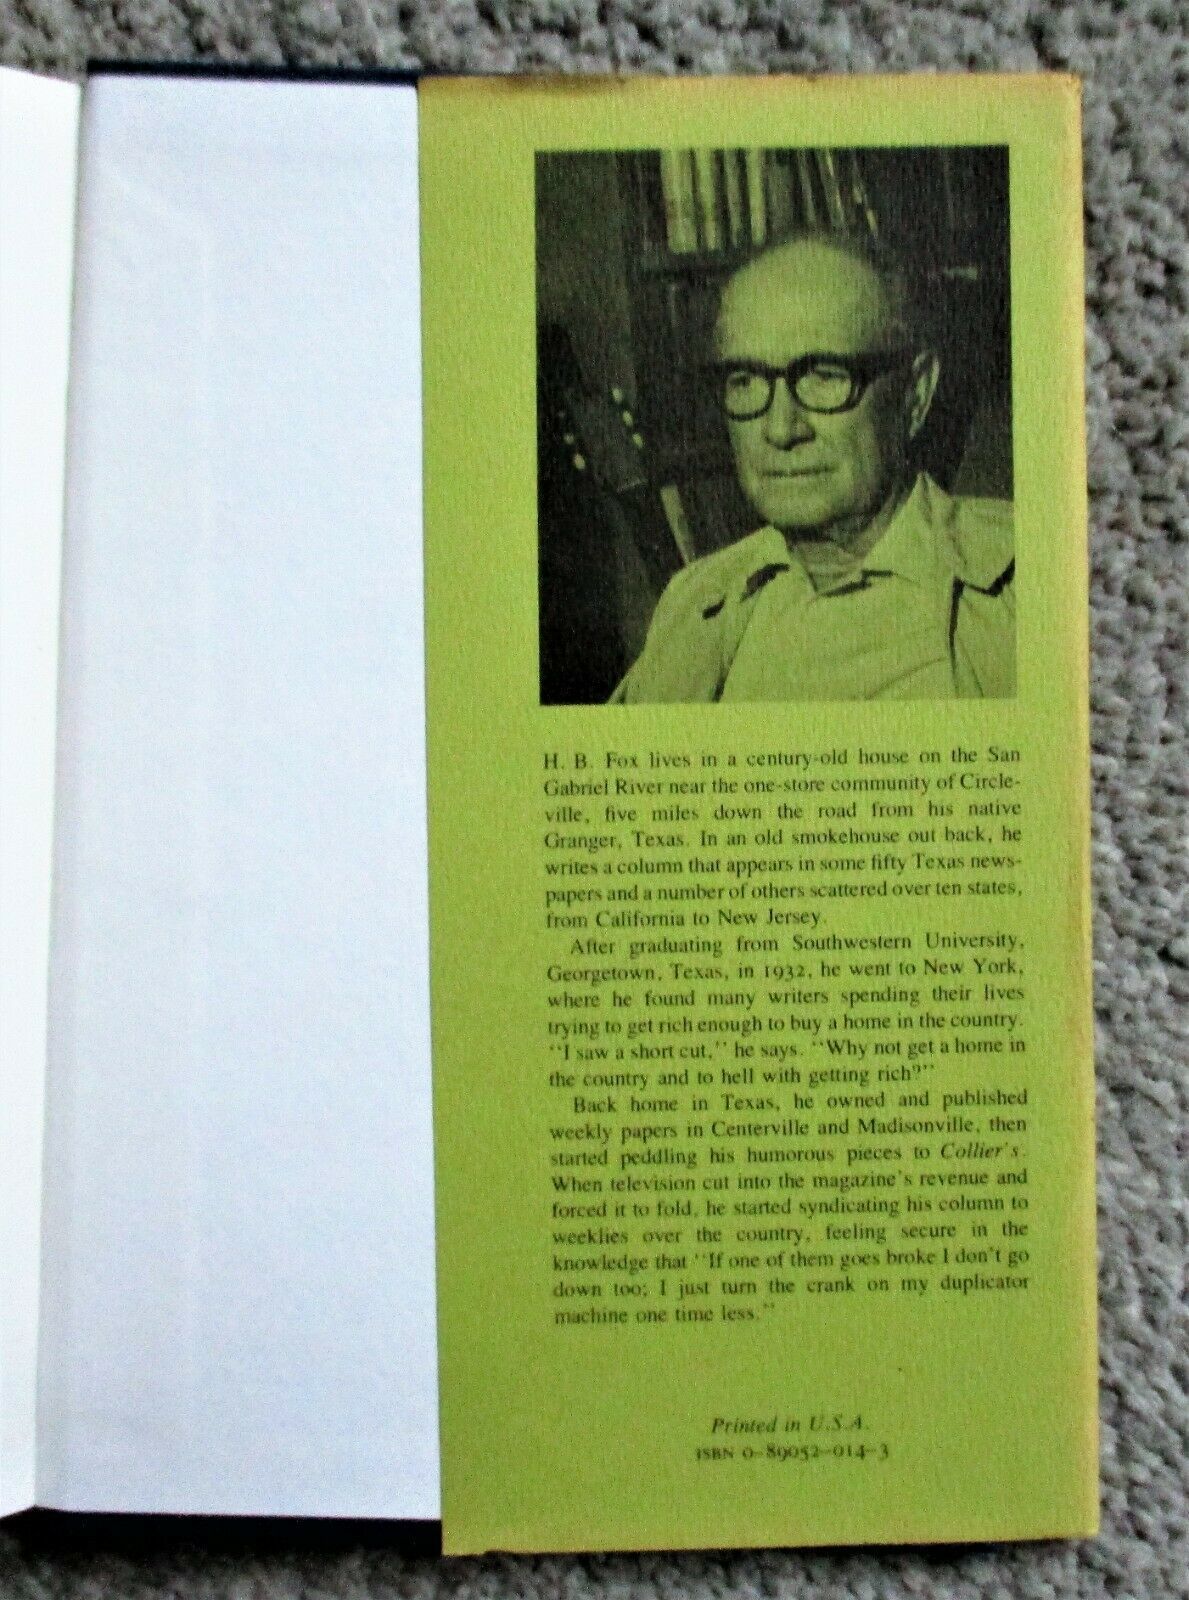 H. B. Fox lives in a century-old house on the San
Gabriel River near the one-store community of Circle-
ville, five miles down the road from his native
Granger, Texas. In an old smokehouse out back, he
writes a column that appears in some fifty Texas news-
papers and a number of others scattered over ten states,
from California to New Jersey.
After graduating from Southwestern University,
Georgetown, Texas, in 1932, he went to New York,
where he found many writers spending their lives
trying to get rich enough to buy a home in the country.
"I saw a short cut," he says. "Why not get a home in
the country and to hell with getting rich?"
Back home in Texas, he owned and published
weekly papers in Centerville and Madisonville, then
started peddling his humorous pieces to Collier's.
When television cut into the magazine's revenue and
forced it to fold, he started syndicating his column to
weeklies over the country, feeling secure in the
knowledge that "If one of them goes broke I don't go
down too; I just turn the crank on my duplicator
machine one time less."
Printed in U.S.A.
ISBN 0-89052-014-3